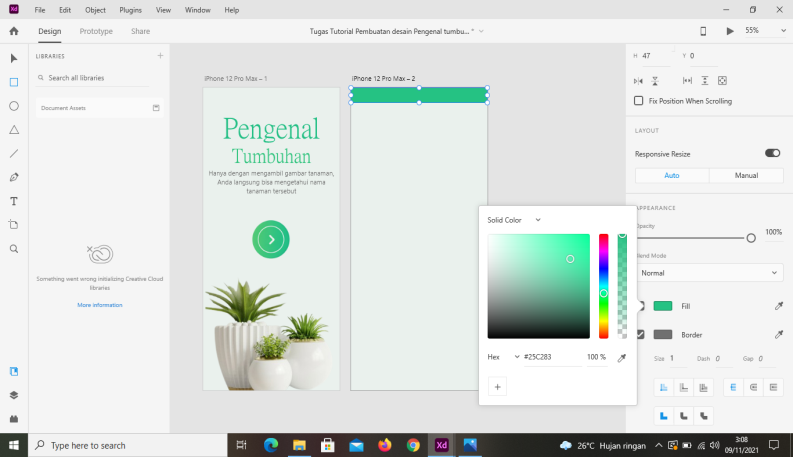 Xd File Edit Object Plugins View Window Help
Design Prototype Share
Tugas Tutorial Pembuatan desain Pengenal tumbu... *
55%
LIBRARIES
Search all libraries
Document Assets
Something went wrong initializing Creative Cloud
libraries
More information
iPhone 12 Pro Max – 1
iPhone 12 Pro Max – 2
Pengenal
Tumbuhan
Hanya dengan mengambil gambar tanaman,
Anda langsung bisa mengetahui nama
tanaman tersebut
Solid Color
Hex #25C283 100 %
H 47 Y 0
Fix Position When Scrolling
LAYOUT
Responsive Resize
Auto Manual
APPEARANCE
Opacity
100%
Blend Mode
Normal
Fill
Border
Size 1 Dash 0 Gap 0
Type here to search
Xd
26°C Hujan ringan
3:08
09/11/2021